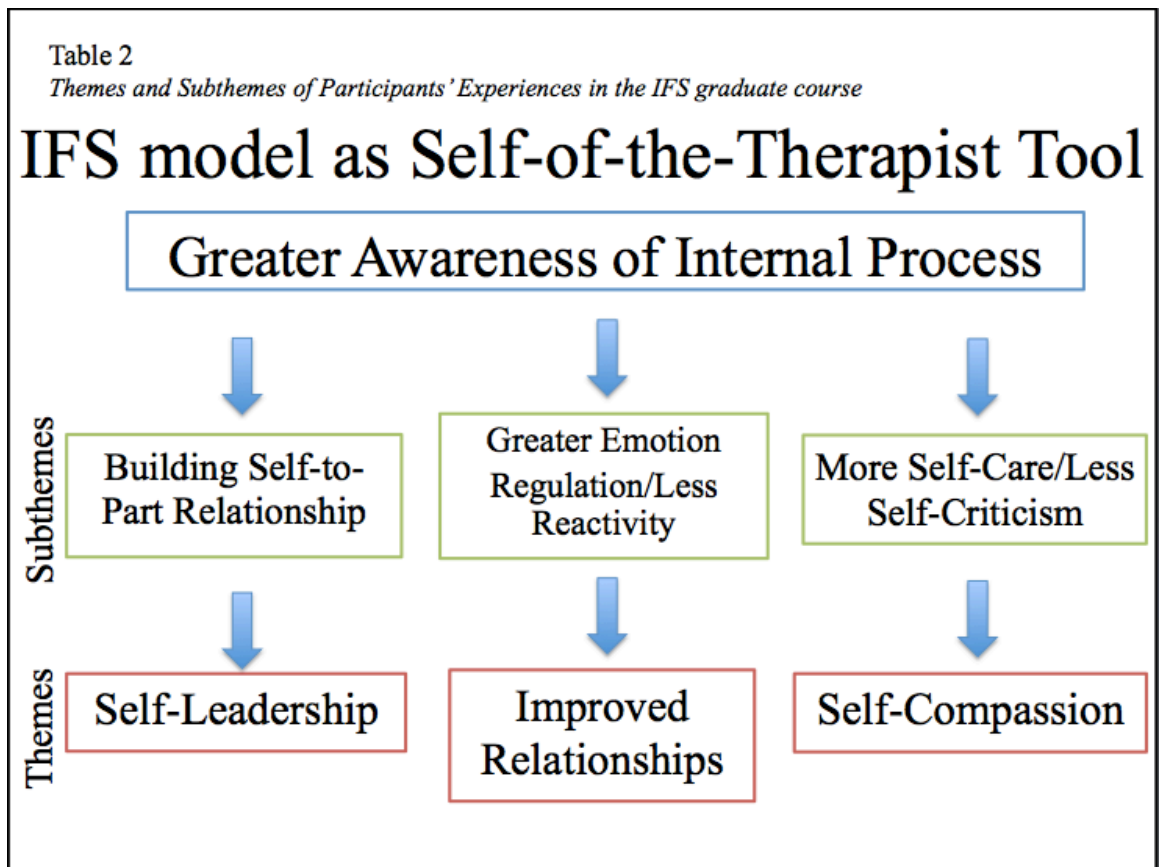 Table 2
Themes and Subthemes of Participants' Experiences in the IFS graduate course
IFS model as Self-of-the-Therapist Tool
Greater Awareness of Internal Process
Subthemes
Building Self-to-
Part Relationship
Greater Emotion
Regulation/Less
Reactivity
More Self-Care/Less
Self-Criticism
Themes
Self-Leadership
Improved
Relationships
Self-Compassion